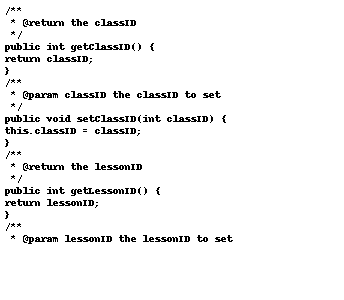 /**
 * @return the classID
 */
public int getClassID() {
return classID;
}
/**
 * @param classID the classID to set
 */
public void setClassID(int classID) {
this.classID = classID;
}
/**
 * @return the lessonID
 */
public int getLessonID() {
return lessonID;
}
/**
 * @param lessonID the lessonID to set